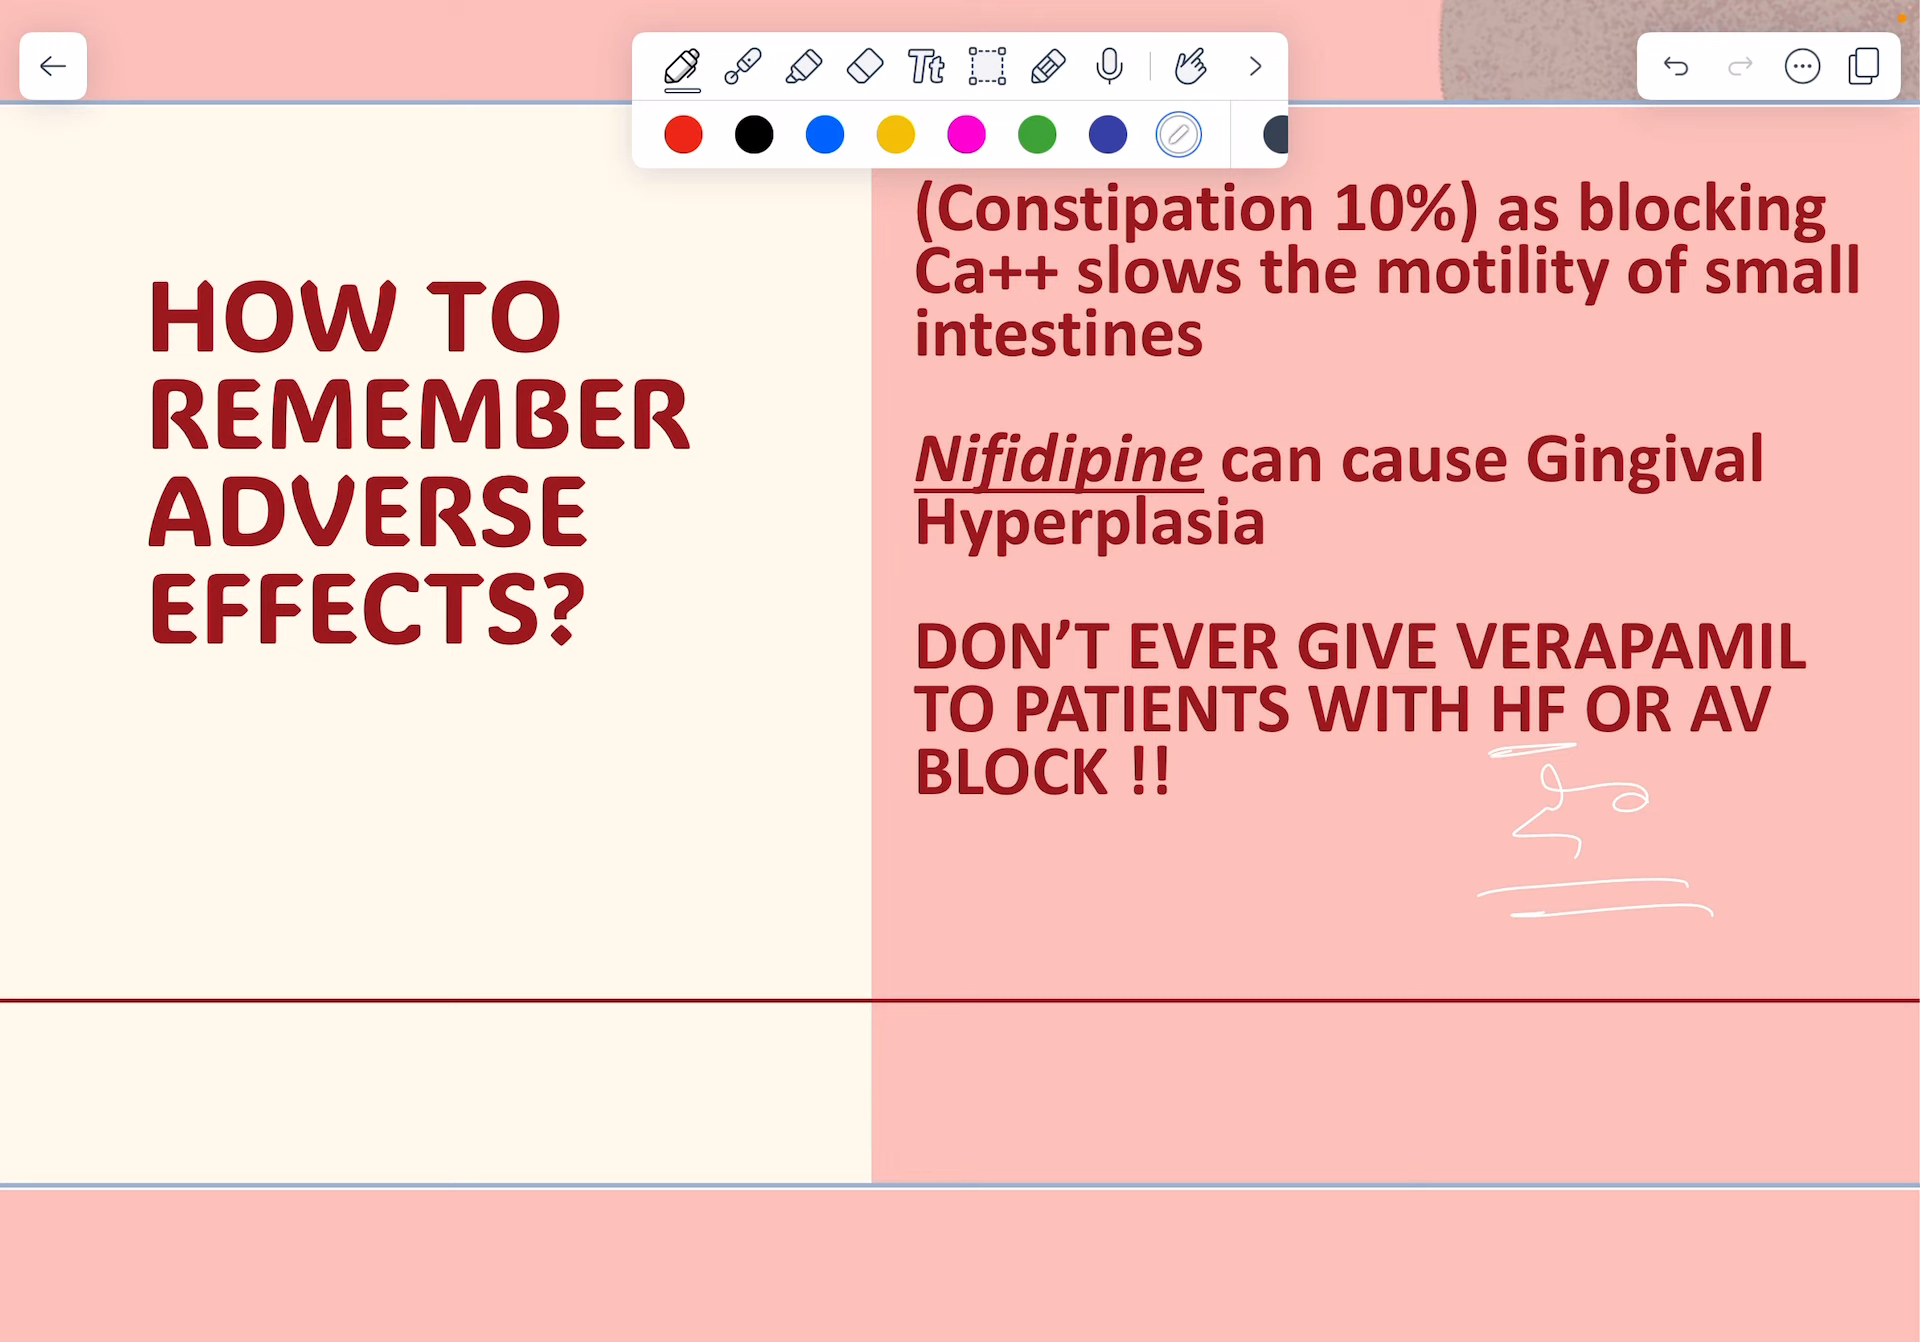 HOW TO
REMEMBER
ADVERSE
EFFECTS?
(Constipation 10%) as blocking
Ca++ slows the motility of small
intestines
Nifidipine can cause Gingival
Hyperplasia
DON’T EVER GIVE VERAPAMIL
TO PATIENTS WITH HF OR AV
BLOCK !!
Tt